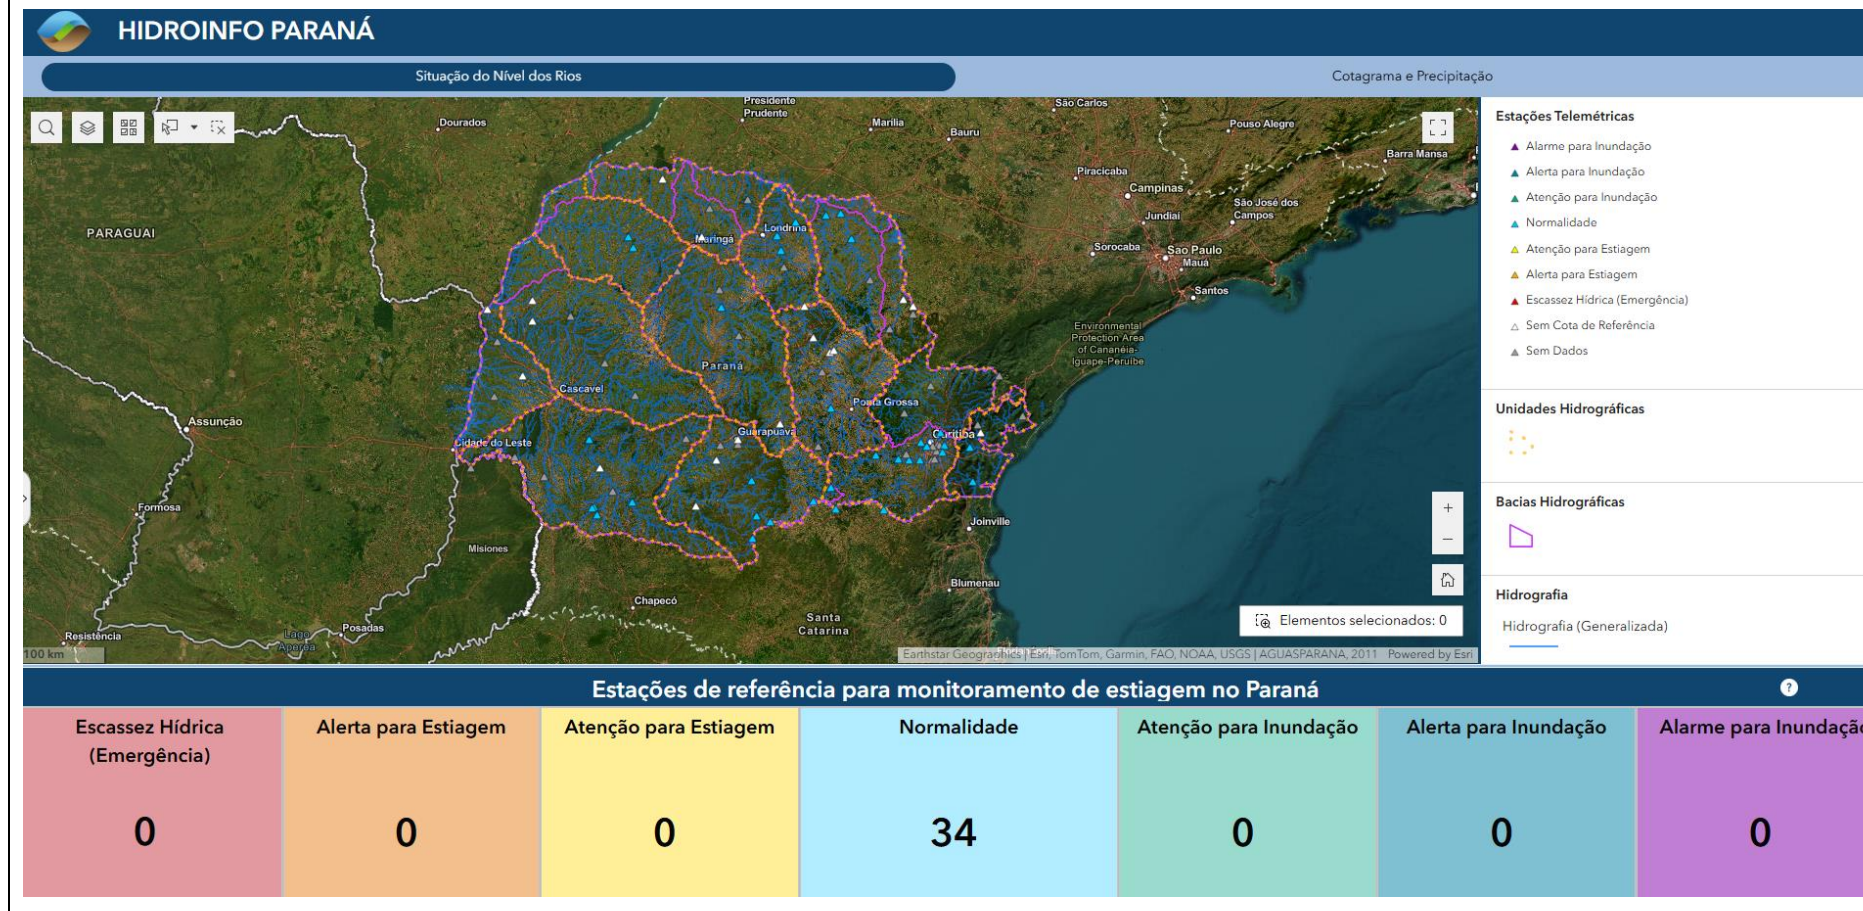 HIDROINFO PARANÁ
Situação do Nível dos Rios
Cotagrama e Precipitação
Presidente
Prudente
São Carlos
Dourados
Marília
Bauru
Pouso Alegre
Barra Mansa
Piracicaba
Campinas
São José dos
Campos
Jundiaí
PARAGUAI
Londrina
Maringá
Sorocaba
Sao Paulo
Mauá
Santos
Environmental
Protection Area
of Cananéia-
Iguape-Peruíbe
Paraná
Cascavel
Ponta Grossa
Assunção
Guarapuava
Curitiba
Cidade do Leste
Formosa
Joinville
Misiones
Blumenau
Chapecó
Santa
Catarina
Posadas
Lago
Aperea
Resistência
100 km
+
−
Elementos selecionados: 0
Earthstar Geographics | Esri, TomTom, Garmin, FAO, NOAA, USGS | AGUASPARANA, 2011 Powered by Esri
Estações Telemétricas
Alarme para Inundação
Alerta para Inundação
Atenção para Inundação
Normalidade
Atenção para Estiagem
Alerta para Estiagem
Escassez Hídrica (Emergência)
Sem Cota de Referência
Sem Dados
Unidades Hidrográficas
Bacias Hidrográficas
Hidrografia
Hidrografia (Generalizada)
Estações de referência para monitoramento de estiagem no Paraná
?
Escassez Hídrica
(Emergência)
0
Alerta para Estiagem
0
Atenção para Estiagem
0
Normalidade
34
Atenção para Inundação
0
Alerta para Inundação
0
Alarme para Inundação
0